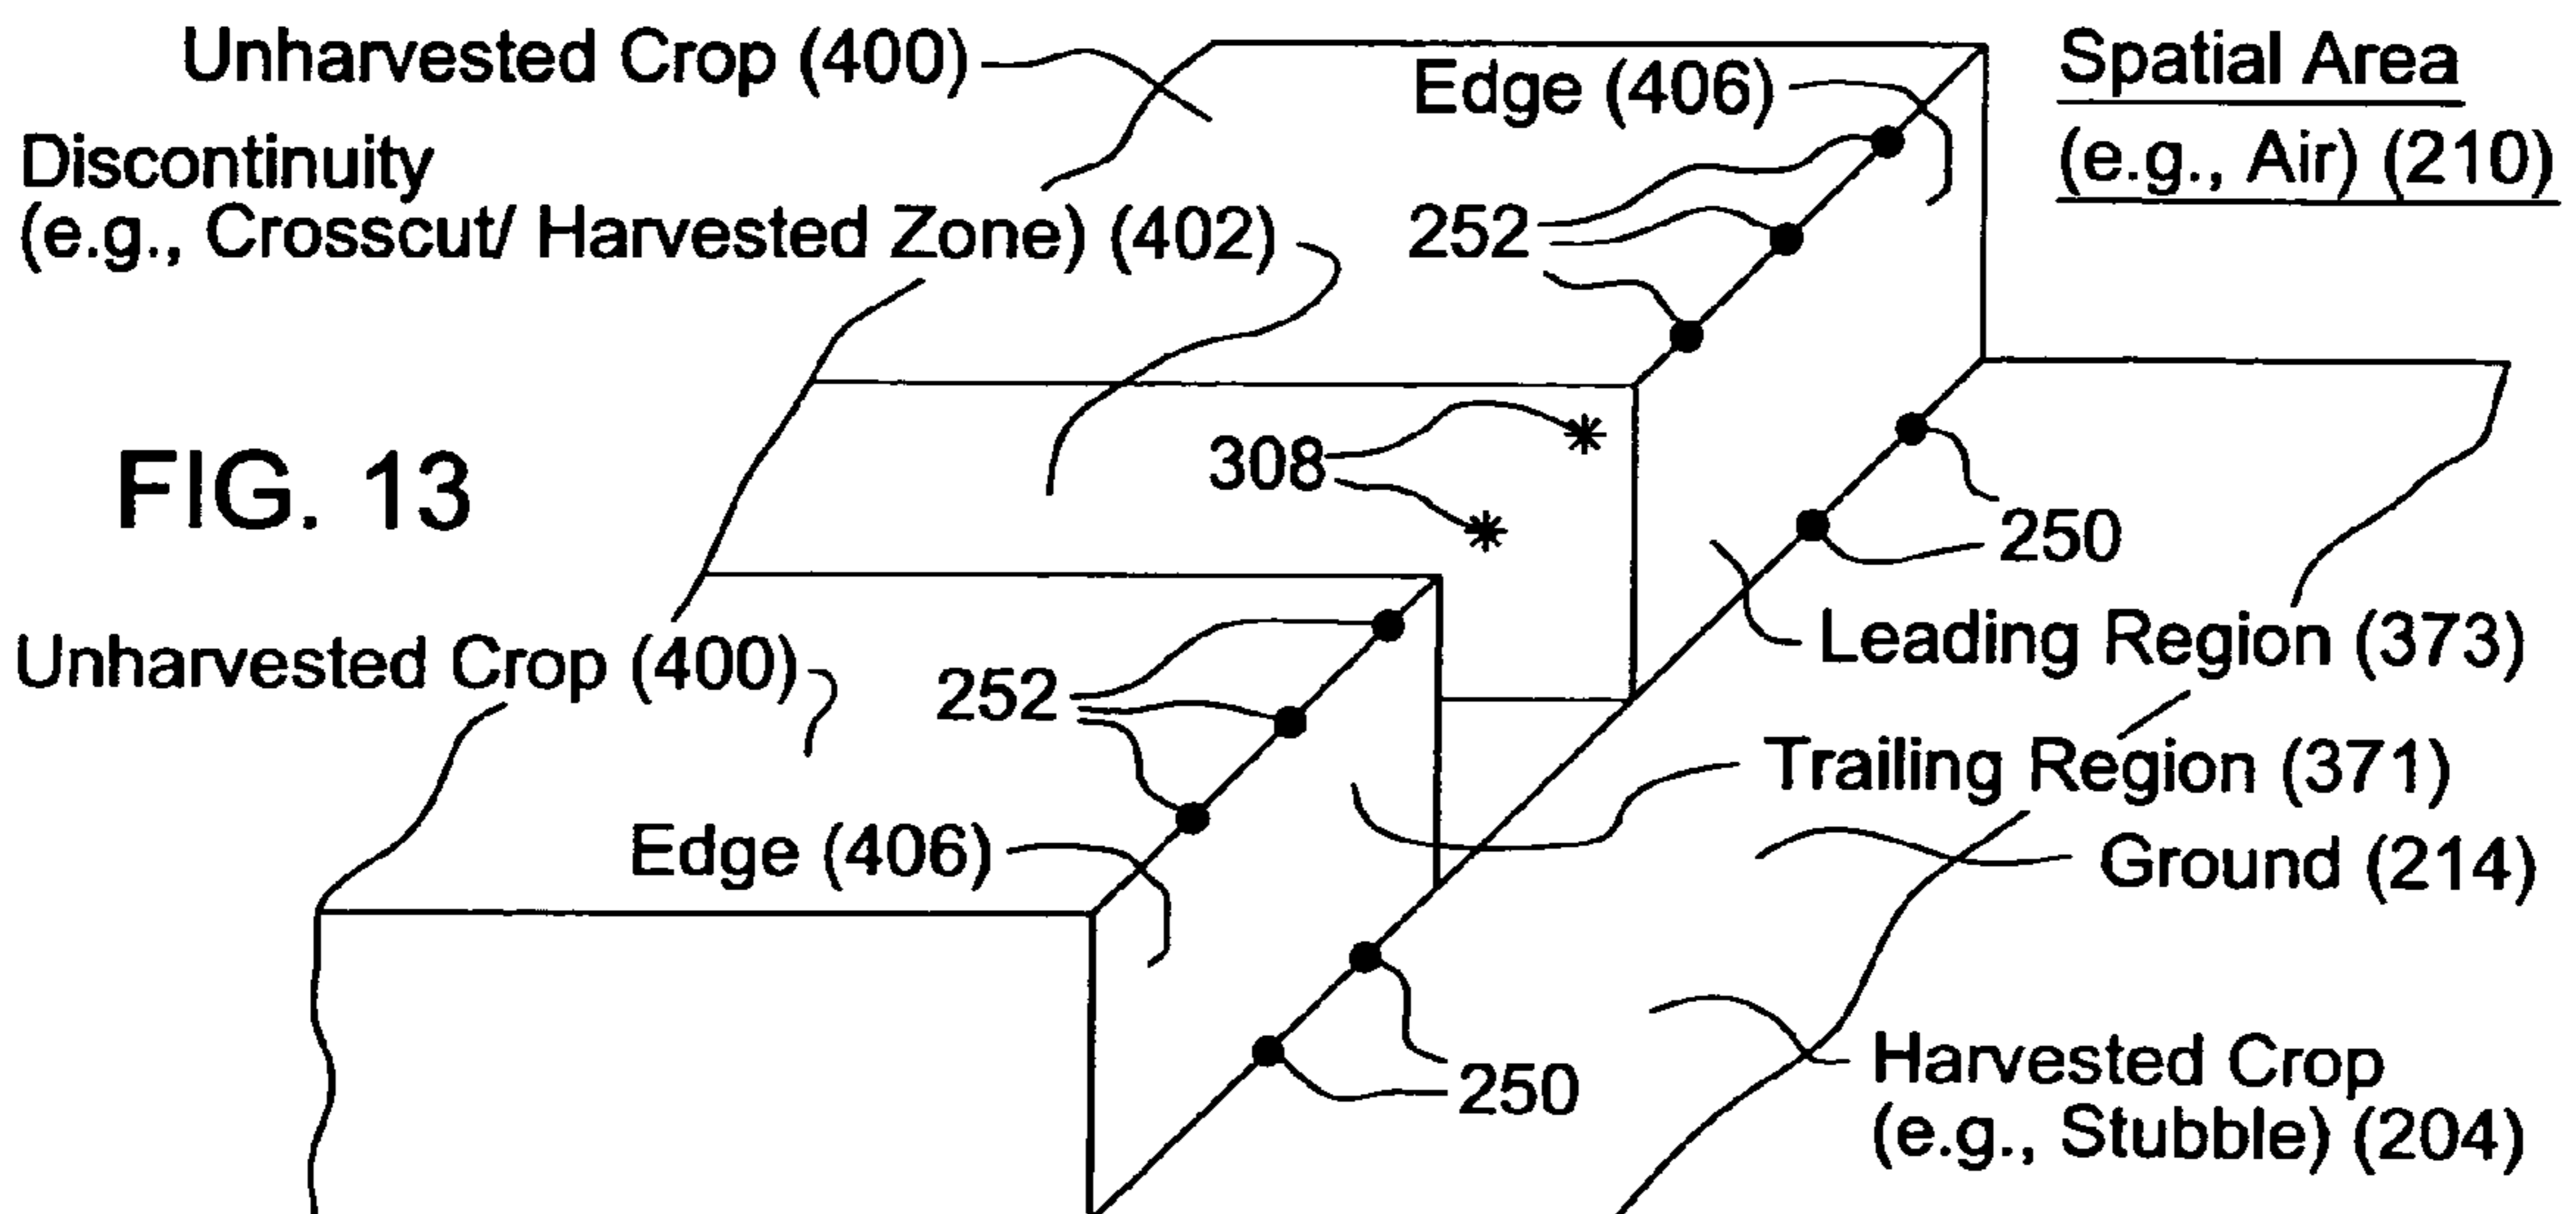 Unharvested Crop (400)
Edge (406)
Spatial Area
(e.g., Air) (210)
Discontinuity
(e.g., Crosscut/ Harvested Zone) (402)
252
FIG. 13
308
250
Leading Region (373)
Unharvested Crop (400)
252
Trailing Region (371)
Edge (406)
Ground (214)
250
Harvested Crop
(e.g., Stubble) (204)